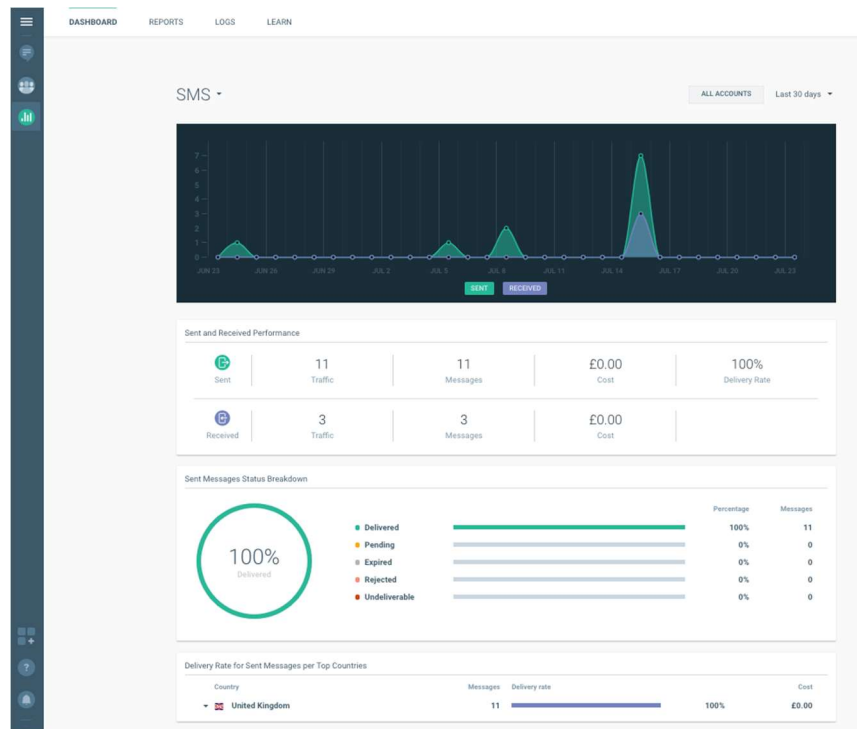 DASHBOARD REPORTS LOGS LEARN
SMS ALL ACCOUNTS Last 30 days
7
6
5
4
3
2
1
0
JUN 23 JUN 26 JUN 29 JUL 2 JUL 5 JUL 8 JUL 11 JUL 14 JUL 17 JUL 20 JUL 23
SENT RECEIVED
Sent and Received Performance
11 11 £0.00 100%
Sent Traffic Messages Cost Delivery Rate
3 3 £0.00
Received Traffic Messages Cost
Sent Messages Status Breakdown
Percentage Messages
Delivered 100% 11
Pending 0% 0
100%
Delivered
Expired 0% 0
Rejected 0% 0
Undeliverable 0% 0
Delivery Rate for Sent Messages per Top Countries
Country Messages Delivery rate Cost
United Kingdom 11 100% £0.00
?